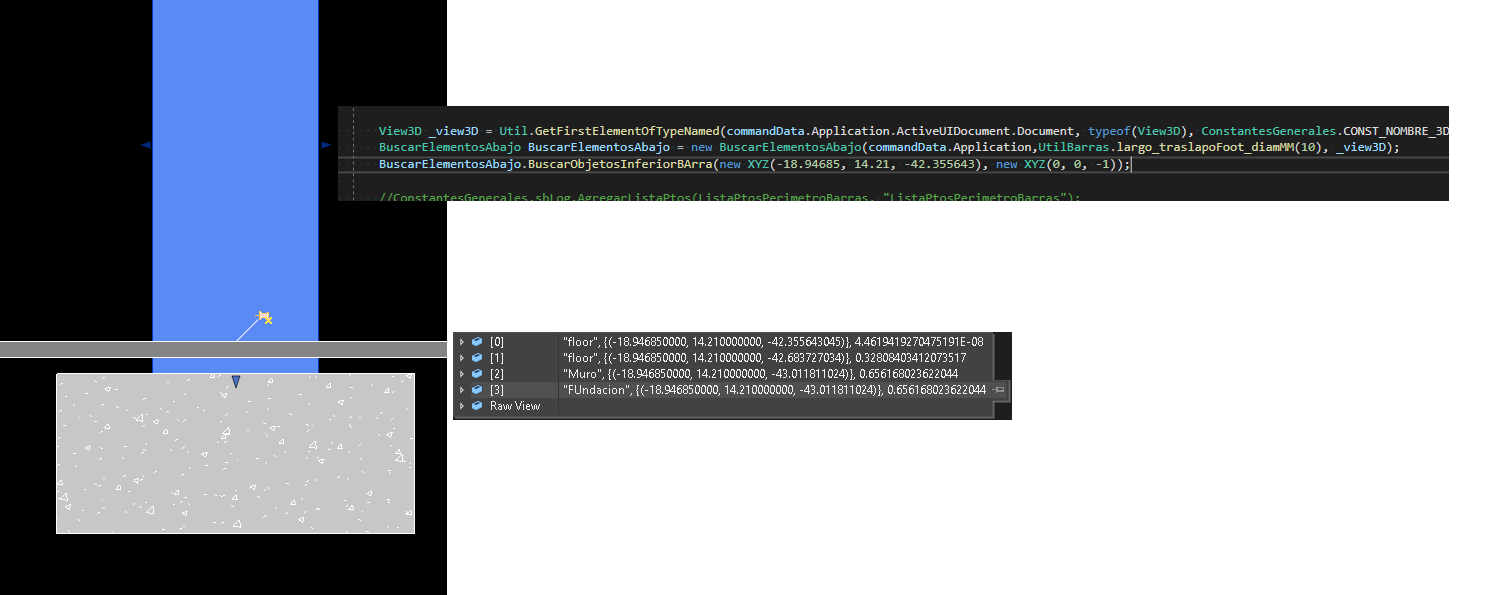 View3D _view3D = Util.GetFirstElementOfTypeNamed(commandData.Application.ActiveUIDocument.Document, typeof(View3D), ConstantesGenerales.CONST_NOMBRE_3D
BuscarElementosAbajo BuscarElementosAbajo = new BuscarElementosAbajo(commandData.Application,UtilBarras.largo_traslapoFoot_diamMM(10), _view3D);
BuscarElementosAbajo.BuscarObjetosInferiorBArra(new XYZ(-18.94685, 14.21, -42.355643), new XYZ(0, 0, -1));
//ConstantesGenerales.sbLog.AgregarListaPtos(ListaPtosPerimetroBarras, "ListaPtosPerimetroBarras");
[0] "floor", {(-18.946850000, 14.210000000, -42.355643045)}, 4.4619419270475191E-08
[1] "floor", {(-18.946850000, 14.210000000, -42.683727034)}, 0.32808403412073517
[2] "Muro", {(-18.946850000, 14.210000000, -43.011811024)}, 0.656168023622044
[3] "FUndacion", {(-18.946850000, 14.210000000, -43.011811024)}, 0.656168023622044
Raw View